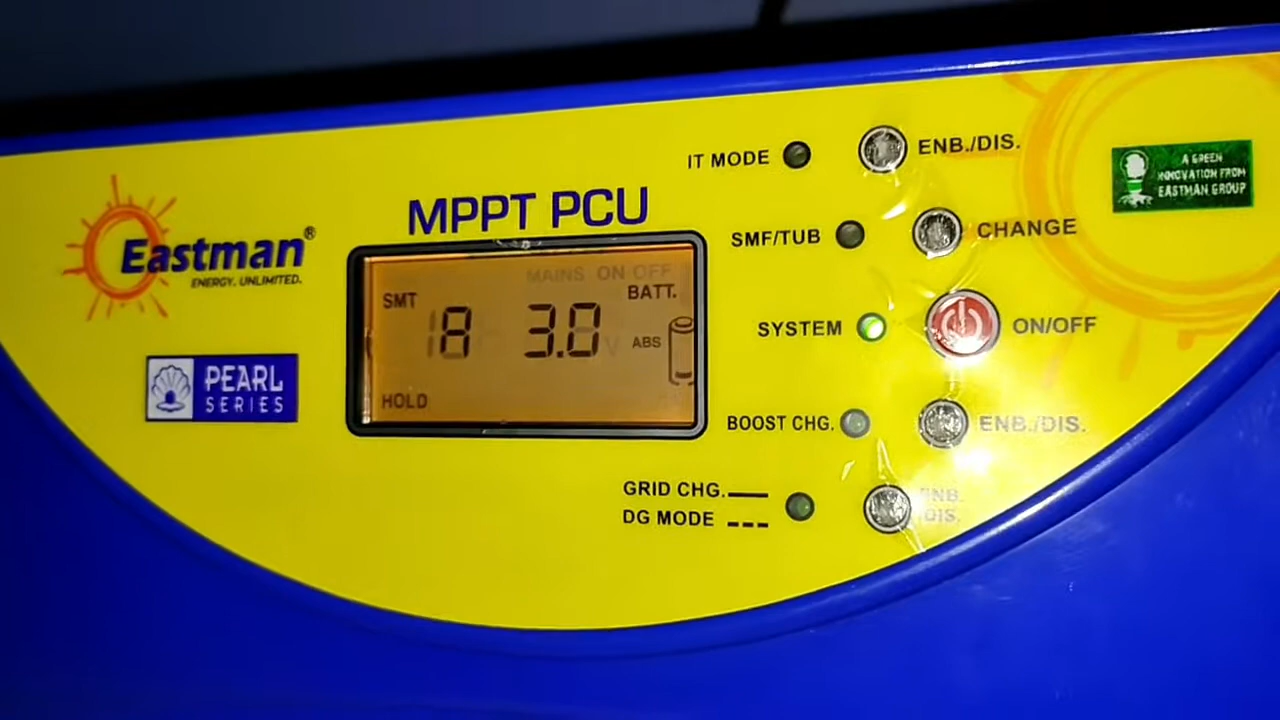 MPPT PCU
Eastman®
ENERGY. UNLIMITED.
PEARL
SERIES
MAINS ON OFF
SMT
BATT.
8 3.0
ABS
HOLD
IT MODE
ENB./DIS.
SMF/TUB
CHANGE
SYSTEM
ON/OFF
BOOST CHG.
ENB./DIS.
GRID CHG.
DG MODE
ENB.
DIS.
A GREEN
INNOVATION FROM
EASTMAN GROUP